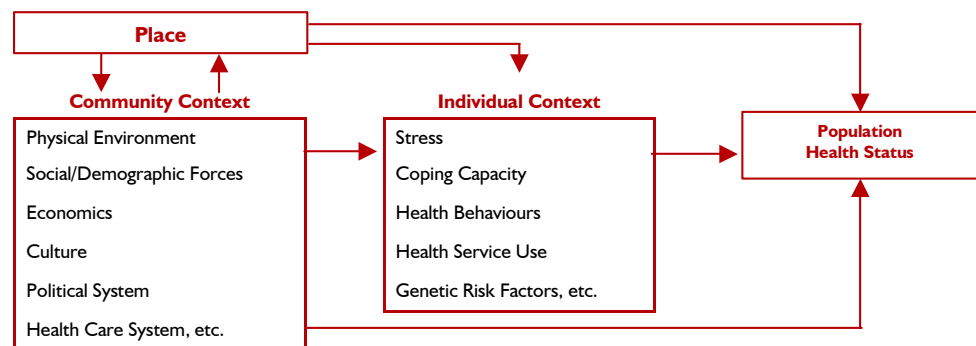 Place
Community Context
Physical Environment
Social/Demographic Forces
Economics
Culture
Political System
Health Care System, etc.
Individual Context
Stress
Coping Capacity
Health Behaviours
Health Service Use
Genetic Risk Factors, etc.
Population
Health Status